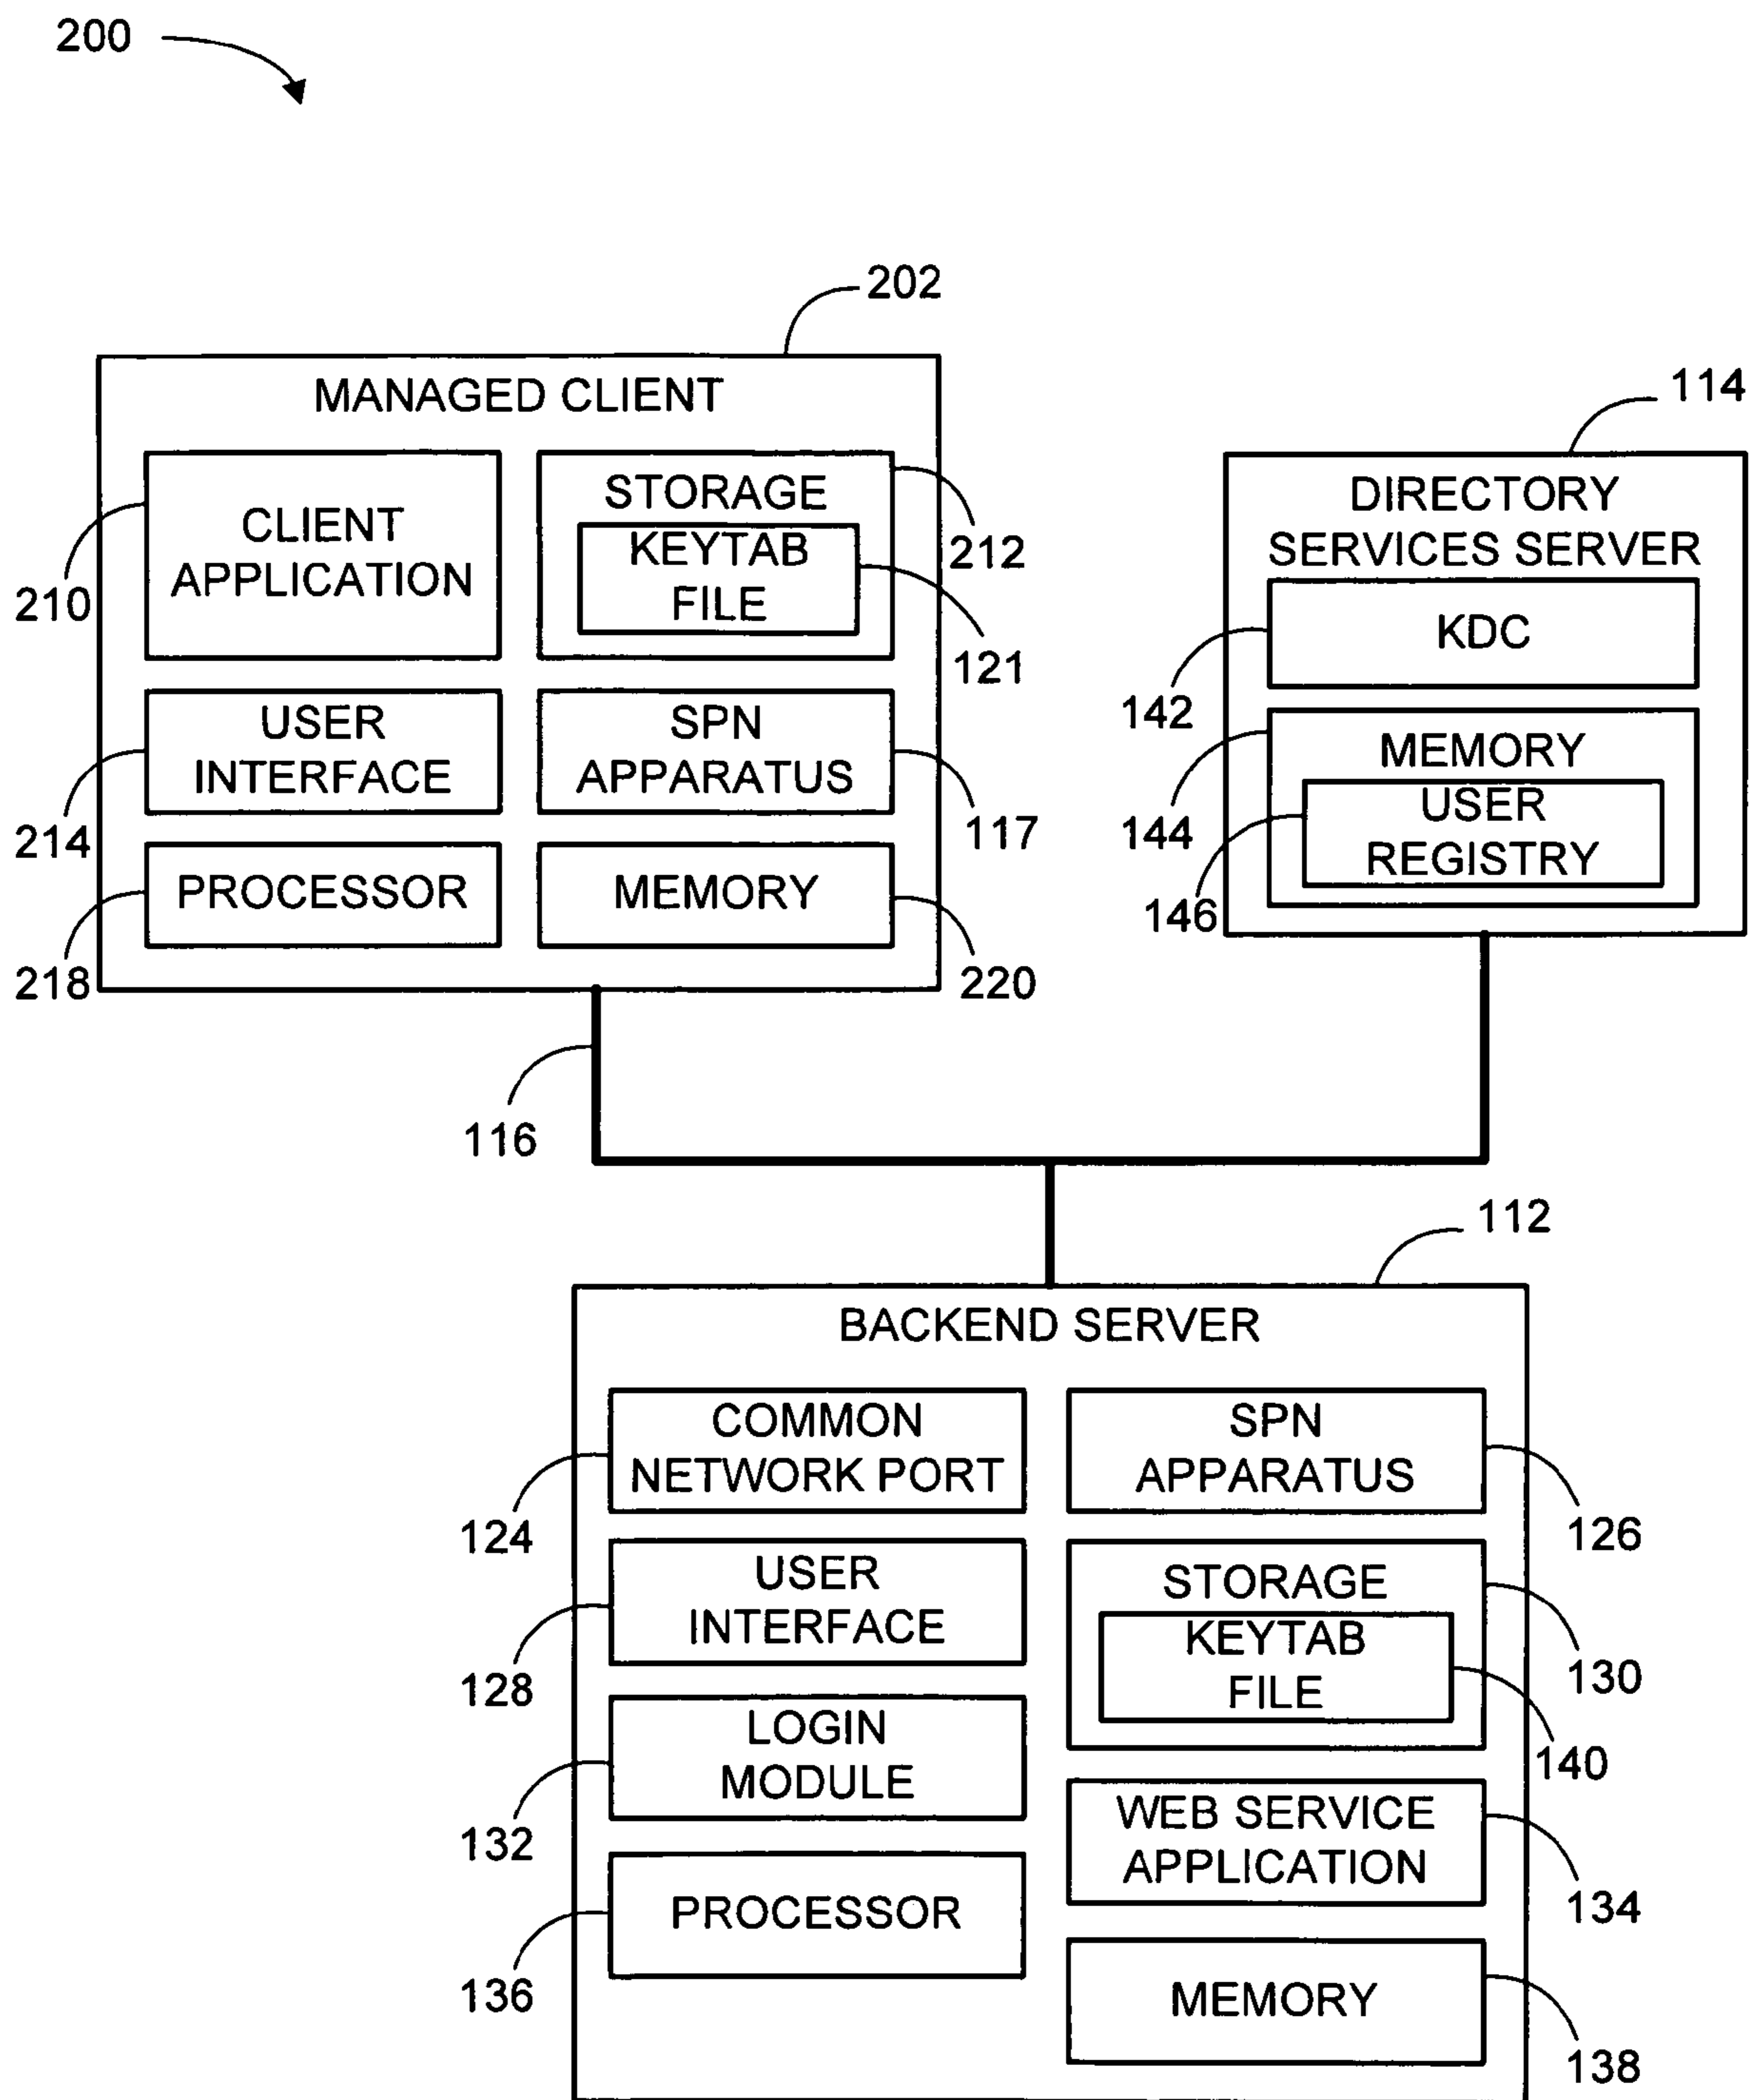 200
202
MANAGED CLIENT
CLIENT
APPLICATION
210
STORAGE
KEYTAB
FILE
212
121
USER
INTERFACE
214
SPN
APPARATUS
117
PROCESSOR
218
MEMORY
220
114
DIRECTORY
SERVICES SERVER
KDC
142
MEMORY
144
USER
REGISTRY
146
116
112
BACKEND SERVER
COMMON
NETWORK PORT
124
SPN
APPARATUS
126
USER
INTERFACE
128
STORAGE
130
KEYTAB
FILE
140
LOGIN
MODULE
132
WEB SERVICE
APPLICATION
134
PROCESSOR
136
MEMORY
138